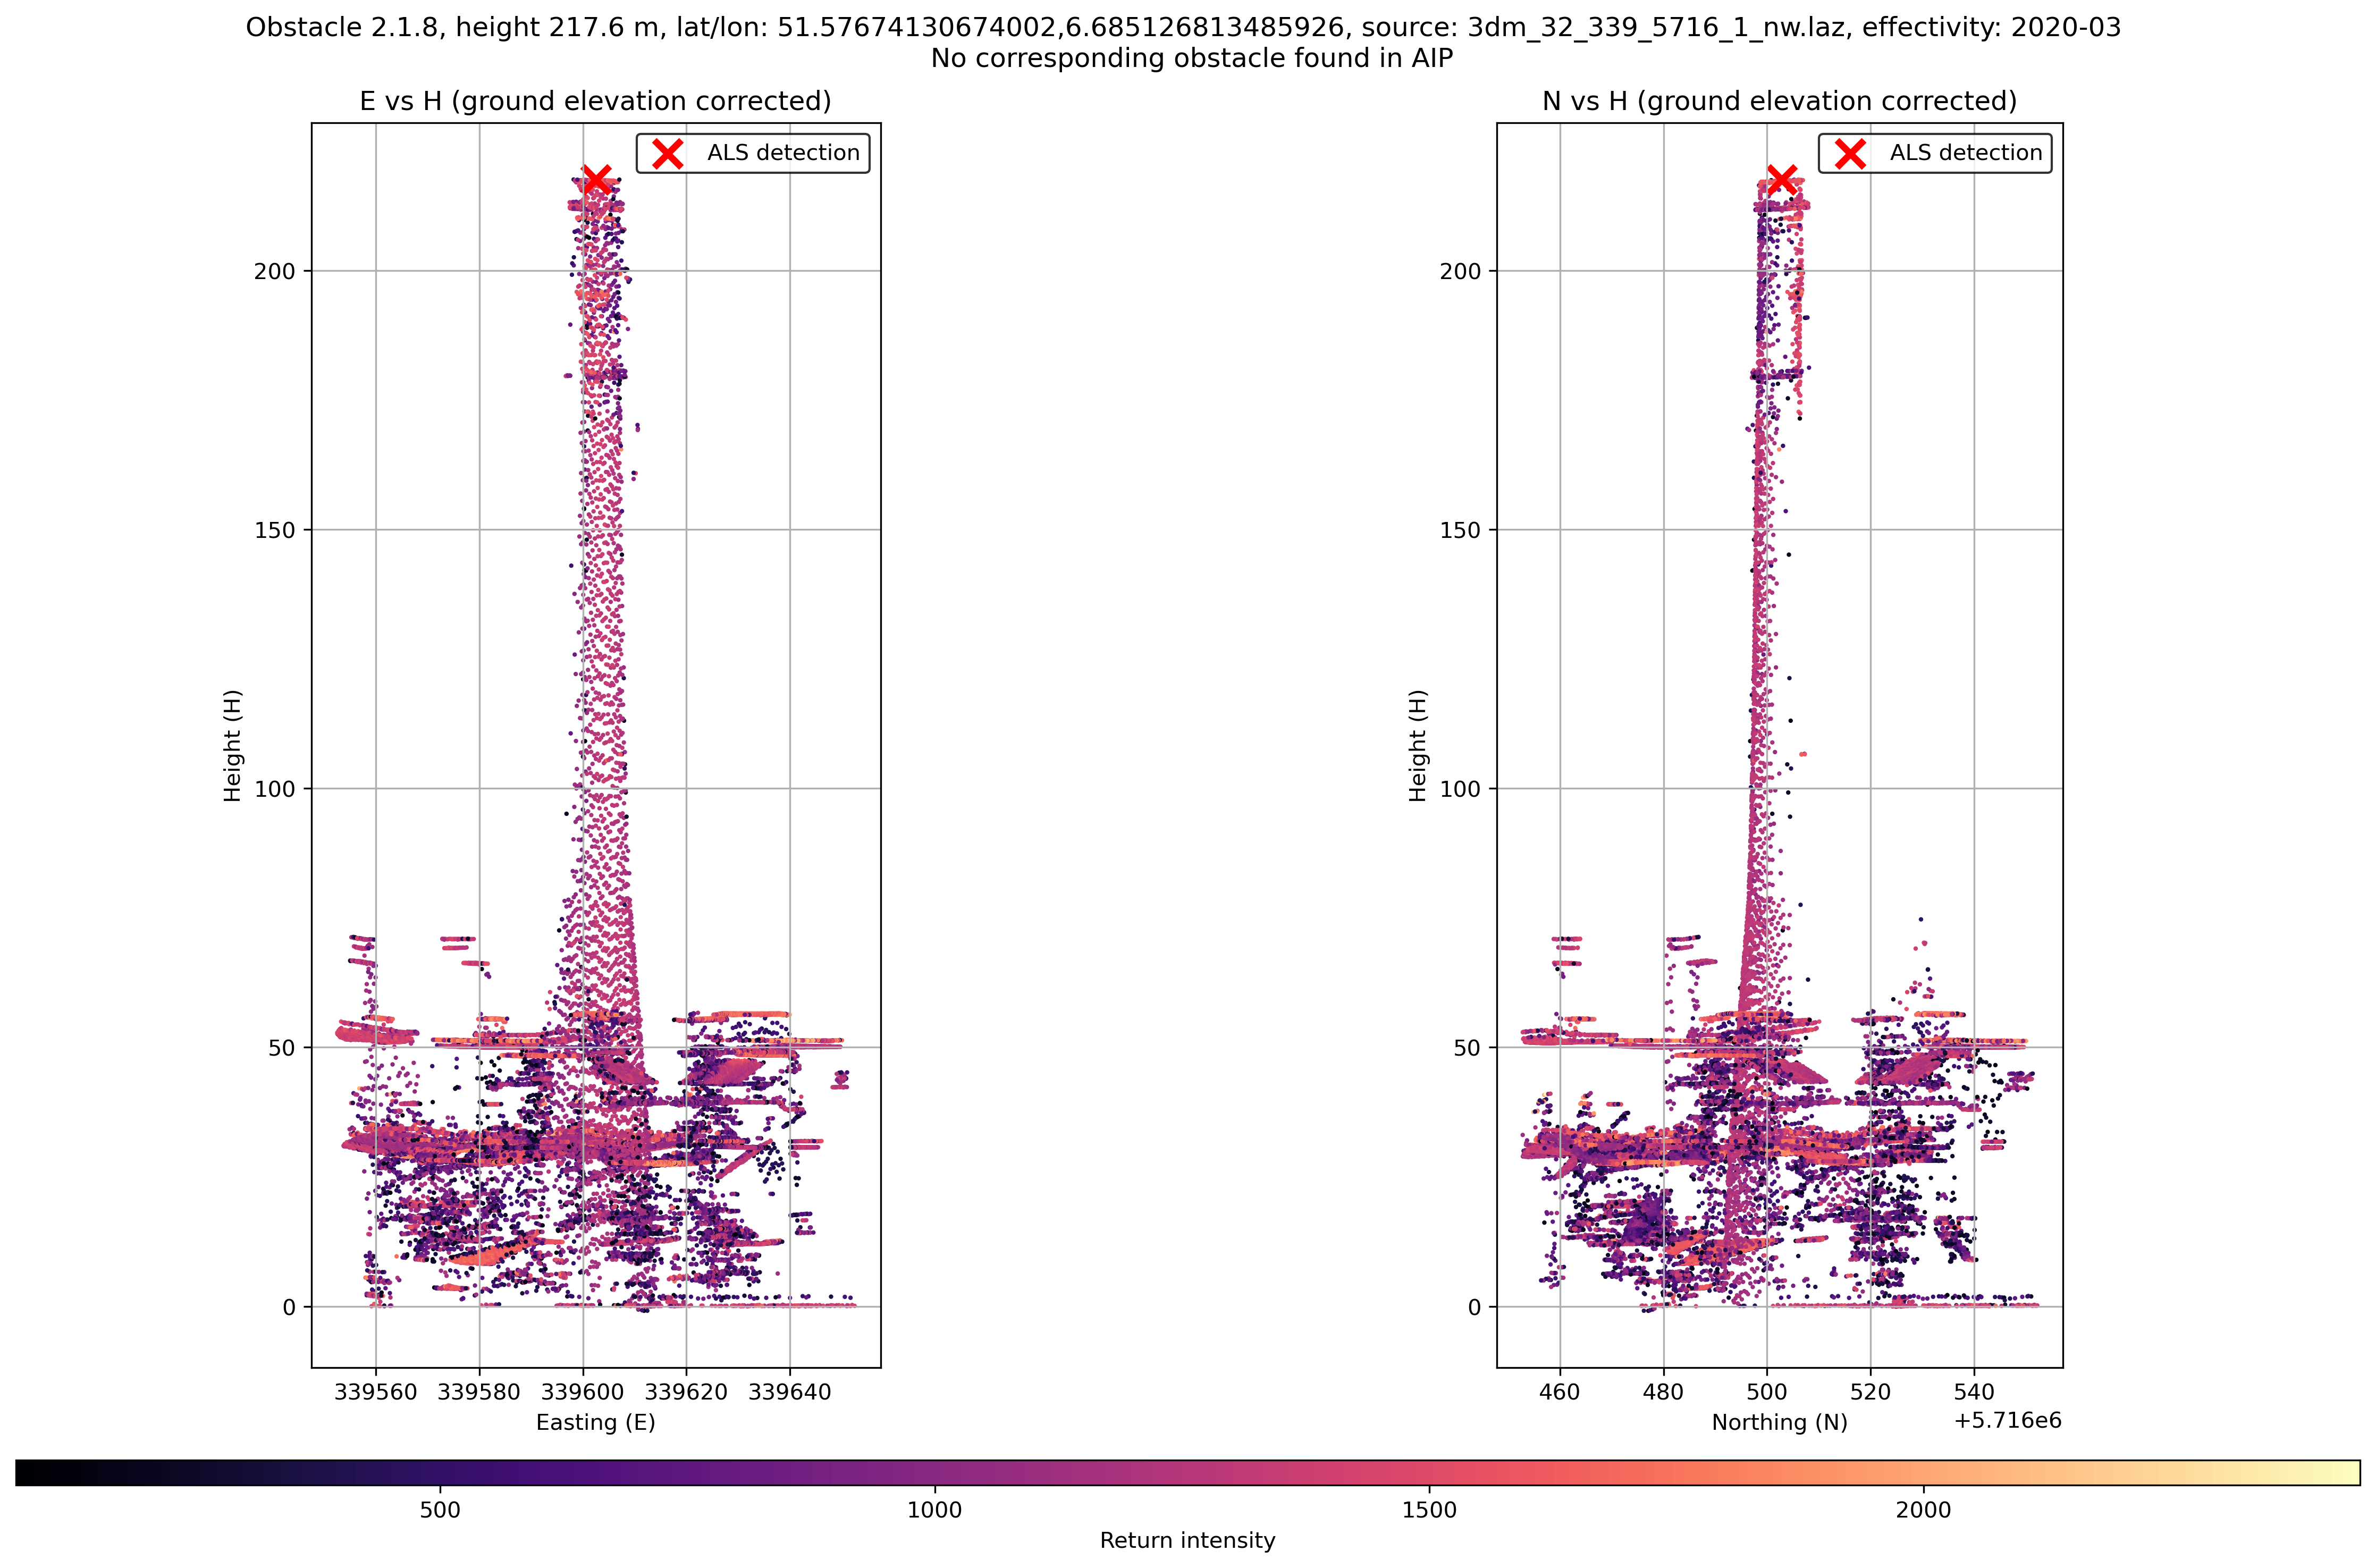 Obstacle 2.1.8, height 217.6 m, lat/lon: 51.57674130674002,6.685126813485926, source: 3dm_32_339_5716_1_nw.laz, effectivity: 2020-03
No corresponding obstacle found in AIP
E vs H (ground elevation corrected)
ALS detection
200
150
100
50
0
Height (H)
339560 339580 339600 339620 339640
Easting (E)
N vs H (ground elevation corrected)
ALS detection
200
150
100
50
0
Height (H)
460 480 500 520 540
Northing (N)
+5.716e6
500 1000 1500 2000
Return intensity